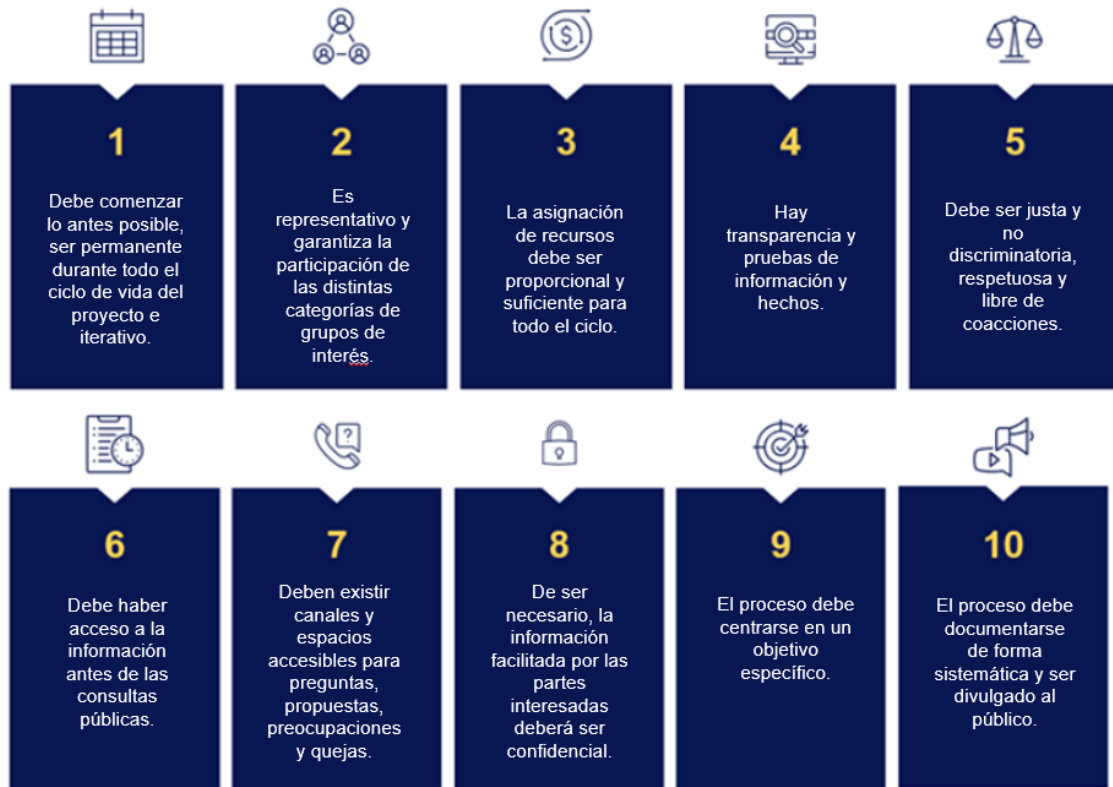 1
Debe comenzar
lo antes posible,
ser permanente
durante todo el
ciclo de vida del
proyecto e
iterativo.
2
Es
representativo y
garantiza la
participación de
las distintas
categorías de
grupos de
interés.
3
La asignación
de recursos
debe ser
proporcional y
suficiente para
todo el ciclo.
4
Hay
transparencia y
pruebas de
información y
hechos.
5
Debe ser justa y
no
discriminatoria,
respetuosa y
libre de
coacciones.
6
Debe haber
acceso a la
información
antes de las
consultas
públicas.
7
Deben existir
canales y
espacios
accesibles para
preguntas,
propuestas,
preocupaciones
y quejas.
8
De ser
necesario, la
información
facilitada por las
partes
interesadas
deberá ser
confidencial.
9
El proceso debe
centrarse en un
objetivo
específico.
10
El proceso debe
documentarse
de forma
sistemática y ser
divulgado al
público.